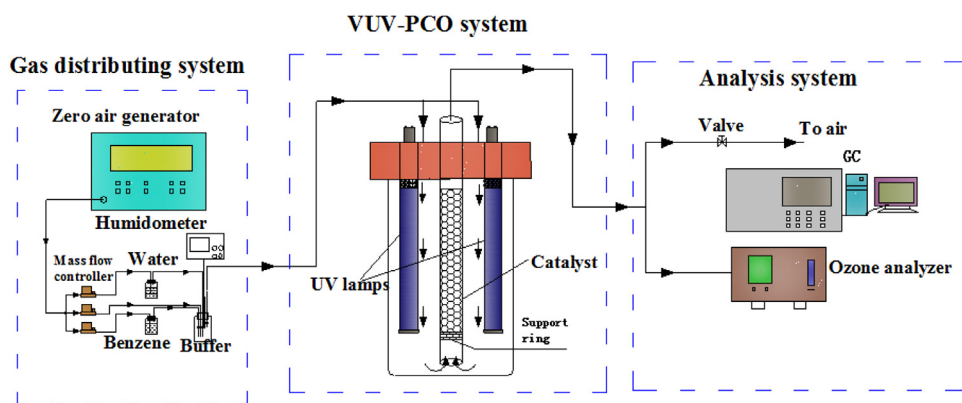 VUV-PCO system
Gas distributing system
Analysis system
Zero air generator
Valve
To air
GC
Humidometer
Mass flow
controller
Water
UV lamps
Catalyst
Ozone analyzer
Support
ring
Benzene
Buffer